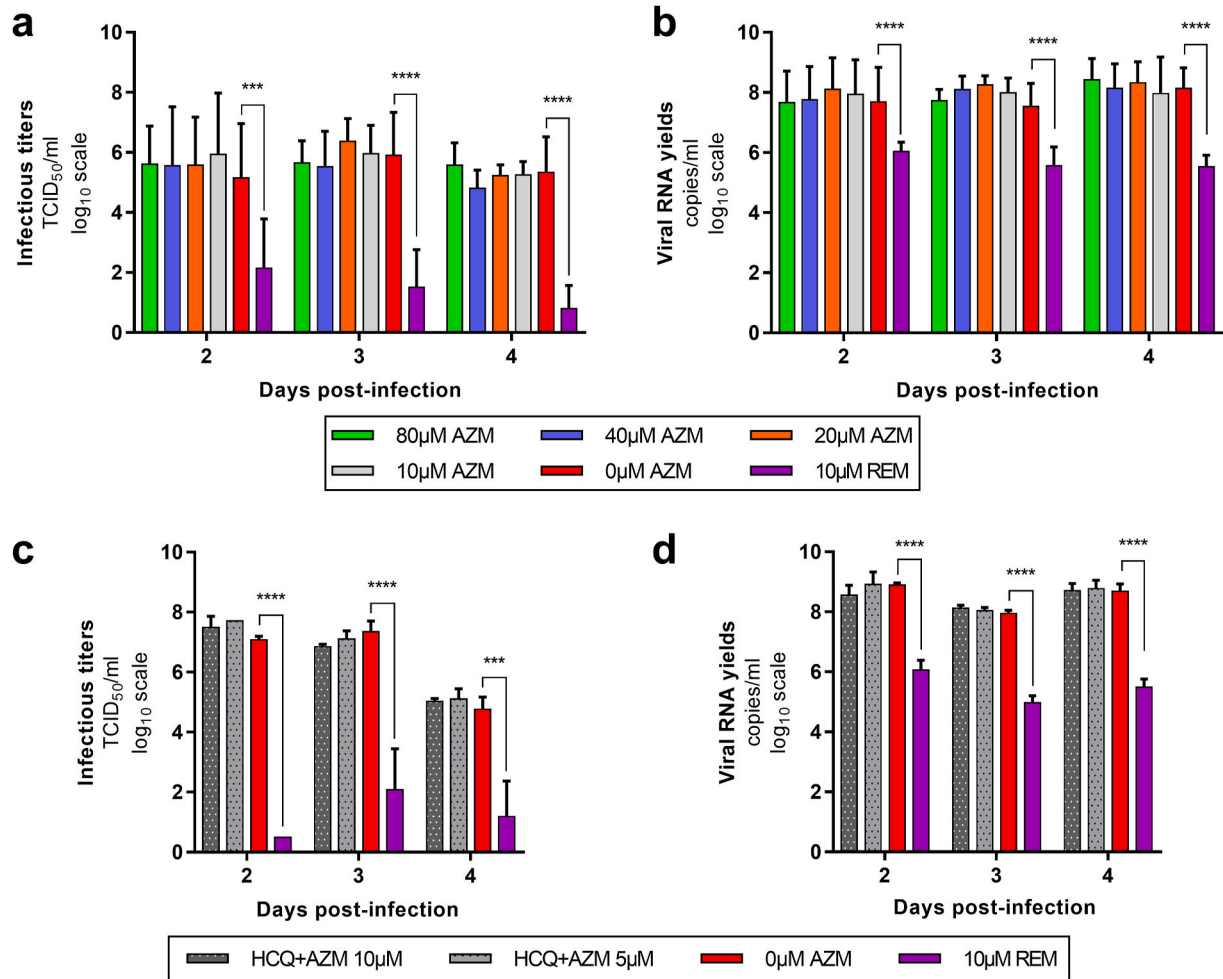 a
Infectious titers
TCID50/ml
log10 scale
10
8
6
4
2
0
***
****
****
2 3 4
Days post-infection
b
Viral RNA yields
copies/ml
log10 scale
10
8
6
4
2
0
****
****
****
2 3 4
Days post-infection
80µM AZM 40µM AZM 20µM AZM
10µM AZM 0µM AZM 10µM REM
c
Infectious titers
TCID50/ml
log10 scale
10
8
6
4
2
0
****
****
***
2 3 4
Days post-infection
d
Viral RNA yields
copies/ml
log10 scale
10
8
6
4
2
0
****
****
****
2 3 4
Days post-infection
HCQ+AZM 10µM HCQ+AZM 5µM 0µM AZM 10µM REM